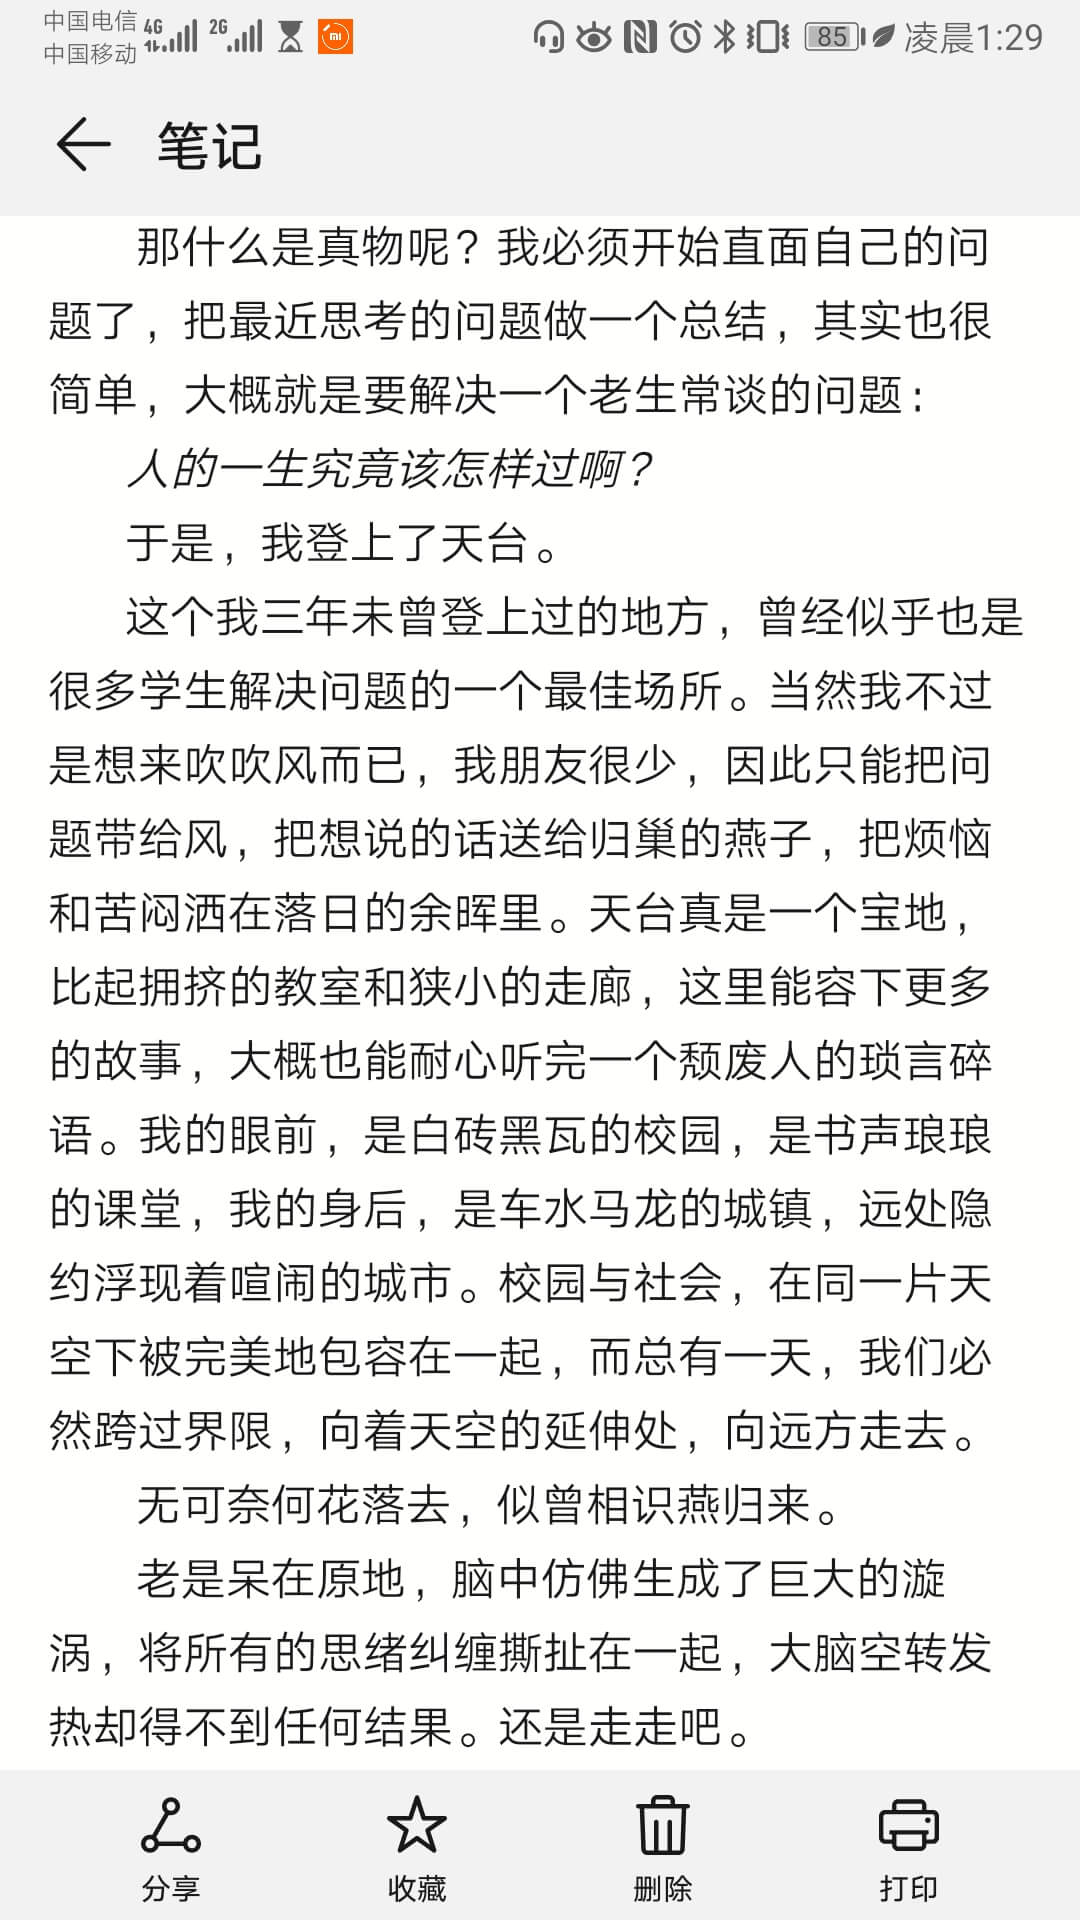 中国电信 4G 2G 凌晨1:29
中国移动 85
笔记
那什么是真物呢？我必须开始直面自己的问
题了，把最近思考的问题做一个总结，其实也很
简单，大概就是要解决一个老生常谈的问题：
人的一生究竟该怎样过啊？
于是，我登上了天台。
这个我三年未曾登上过的地方，曾经似乎也是
很多学生解决问题的一个最佳场所。当然我不过
是想来吹吹风而已，我朋友很少，因此只能把问
题带给风，把想说的话送给归巢的燕子，把烦恼
和苦闷洒在落日的余晖里。天台真是一个宝地，
比起拥挤的教室和狭小的走廊，这里能容下更多
的故事，大概也能耐心听完一个颓废人的琐言碎
语。我的眼前，是白砖黑瓦的校园，是书声琅琅
的课堂，我的身后，是车水马龙的城镇，远处隐
约浮现着喧闹的城市。校园与社会，在同一片天
空下被完美地包容在一起，而总有一天，我们必
然跨过界限，向着天空的延伸处，向远方走去。
无可奈何花落去，似曾相识燕归来。
老是呆在原地，脑中仿佛生成了巨大的漩
涡，将所有的思绪纠缠撕扯在一起，大脑空转发
热却得不到任何结果。还是走走吧。
分享 收藏 删除 打印